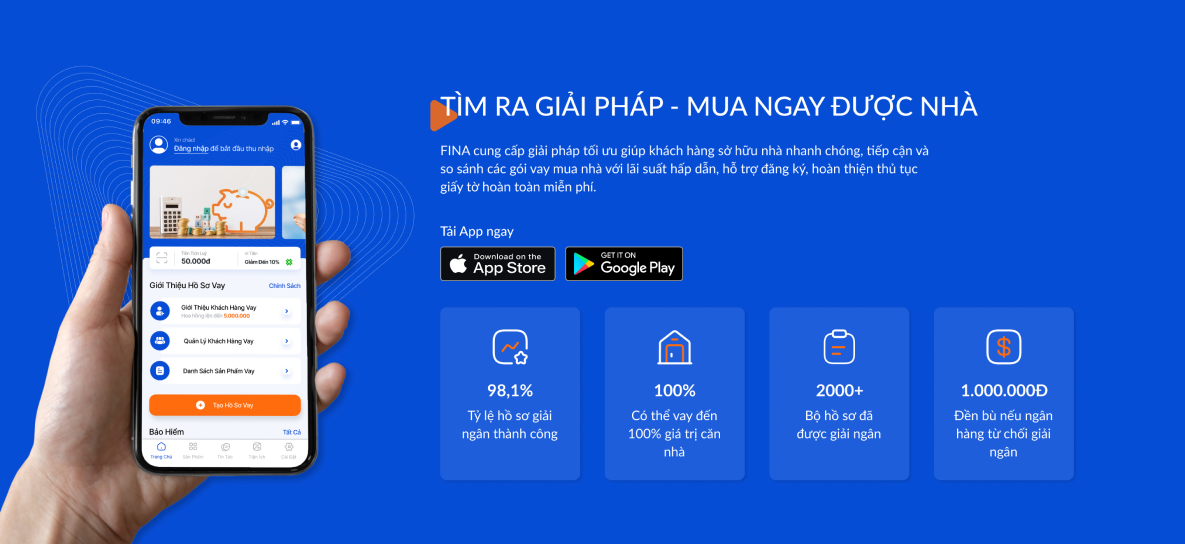 TÌM RA GIẢI PHÁP - MUA NGAY ĐƯỢC NHÀ
FINA cung cấp giải pháp tối ưu giúp khách hàng sở hữu nhà nhanh chóng, tiếp cận và
so sánh các gói vay mua nhà với lãi suất hấp dẫn, hỗ trợ đăng ký, hoàn thiện thủ tục
giấy tờ hoàn toàn miễn phí.
Tải App ngay
Download on the
App Store
GET IT ON
Google Play
98,1%
Tỷ lệ hồ sơ giải
ngân thành công
100%
Có thể vay đến
100% giá trị căn
nhà
2000+
Bộ hồ sơ đã
được giải ngân
1.000.000Đ
Đền bù nếu ngân
hàng từ chối giải
ngân
09:46
Xin chào!
Đăng nhập để bắt đầu thu nhập
Tiền Tích Luỹ
50.000đ
Ví Tiền
Giảm Đến 10%
Giới Thiệu Hồ Sơ Vay
Chính Sách
Giới Thiệu Khách Hàng Vay
Hoa hồng lên đến 5.000.000
Quản Lý Khách Hàng Vay
Danh Sách Sản Phẩm Vay
Tạo Hồ Sơ Vay
Bảo Hiểm
Tất Cả
Trang Chủ
Sản Phẩm
Tin Tức
Tiện Ích
Cài Đặt